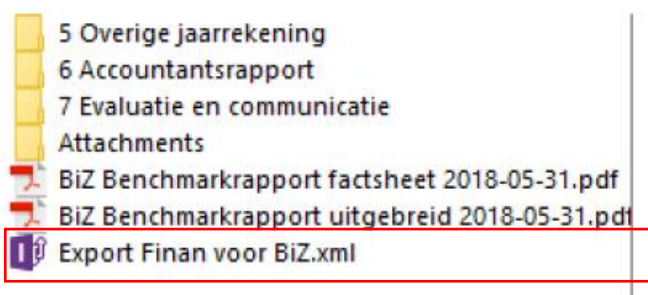 5 Overige jaarrekening
6 Accountantsrapport
7 Evaluatie en communicatie
Attachments
BiZ Benchmarkrapport factsheet 2018-05-31.pdf
BiZ Benchmarkrapport uitgebreid 2018-05-31.pdf
Export Finan voor BiZ.xml